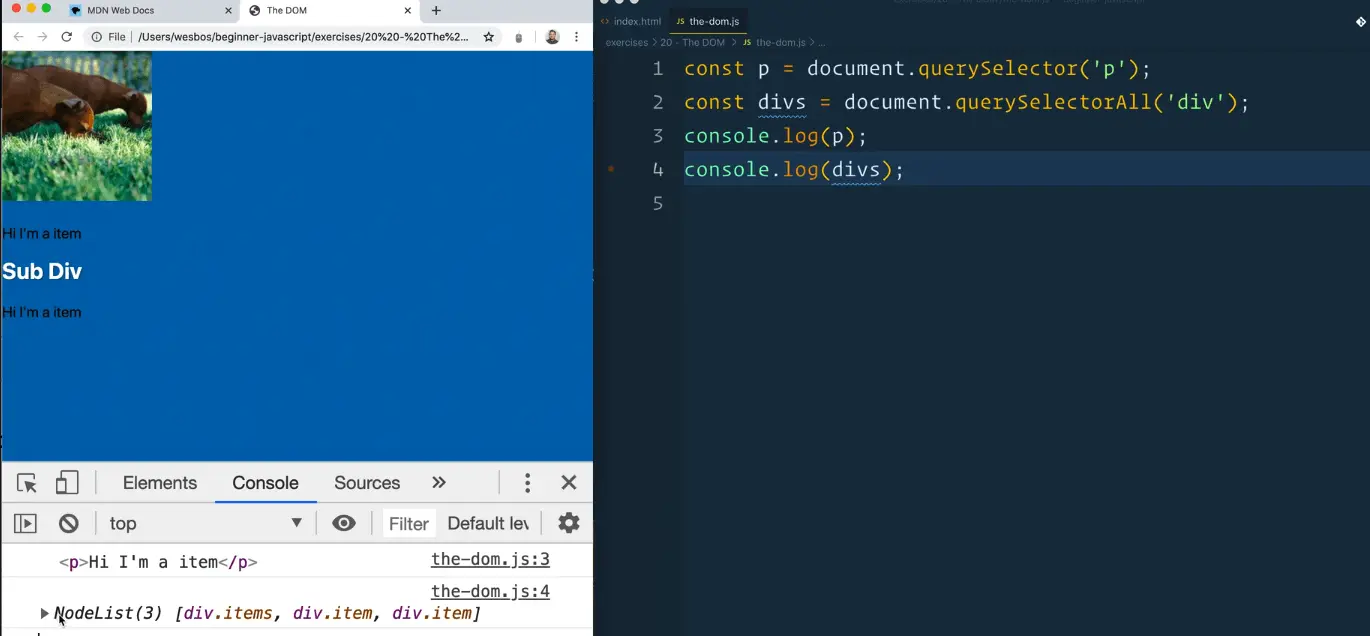 MDN Web Docs
The DOM
File
/Users/wesbos/beginner-javascript/exercises/20%20-%20The%2...
Hi I'm a item
Sub Div
Hi I'm a item
Elements
Console
Sources
top
Filter
Default lev
<p>Hi I'm a item</p>
the-dom.js:3
the-dom.js:4
NodeList(3) [div.items, div.item, div.item]
index.html
JS the-dom.js
exercises > 20 - The DOM > JS the-dom.js > ...
1 const p = document.querySelector('p');
2 const divs = document.querySelectorAll('div');
3 console.log(p);
4 console.log(divs);
5